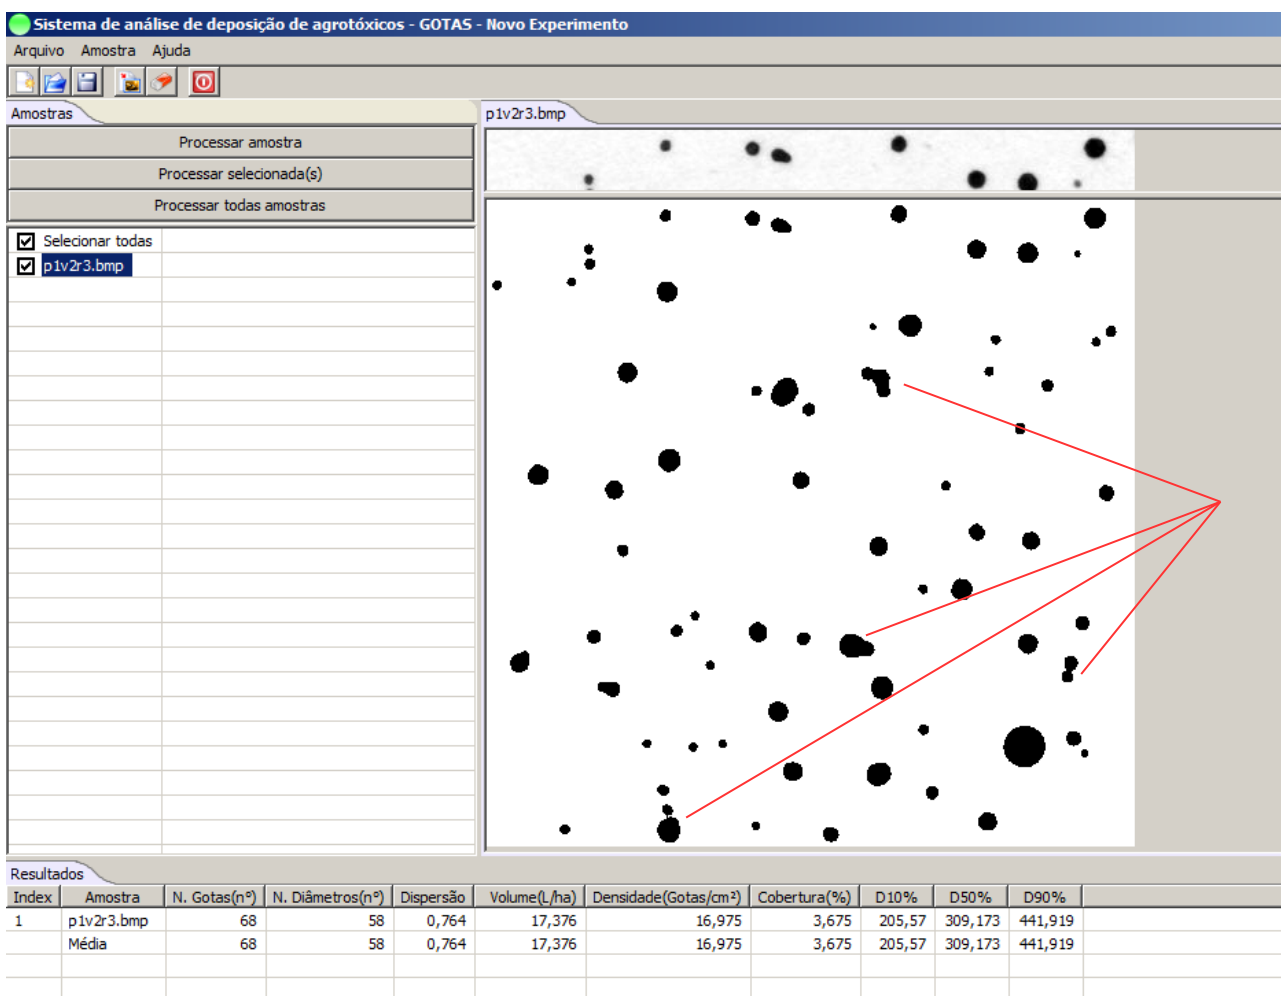 Sistema de análise de deposição de agrotóxicos - GOTAS - Novo Experimento
Arquivo Amostra Ajuda
Amostras
p1v2r3.bmp
Processar amostra
Processar selecionada(s)
Processar todas amostras
Selecionar todas
p1v2r3.bmp
Resultados
Index Amostra N. Gotas(nº) N. Diâmetros(nº) Dispersão Volume(L/ha) Densidade(Gotas/cm²) Cobertura(%) D10% D50% D90%
1 p1v2r3.bmp 68 58 0,764 17,376 16,975 3,675 205,57 309,173 441,919
Média 68 58 0,764 17,376 16,975 3,675 205,57 309,173 441,919